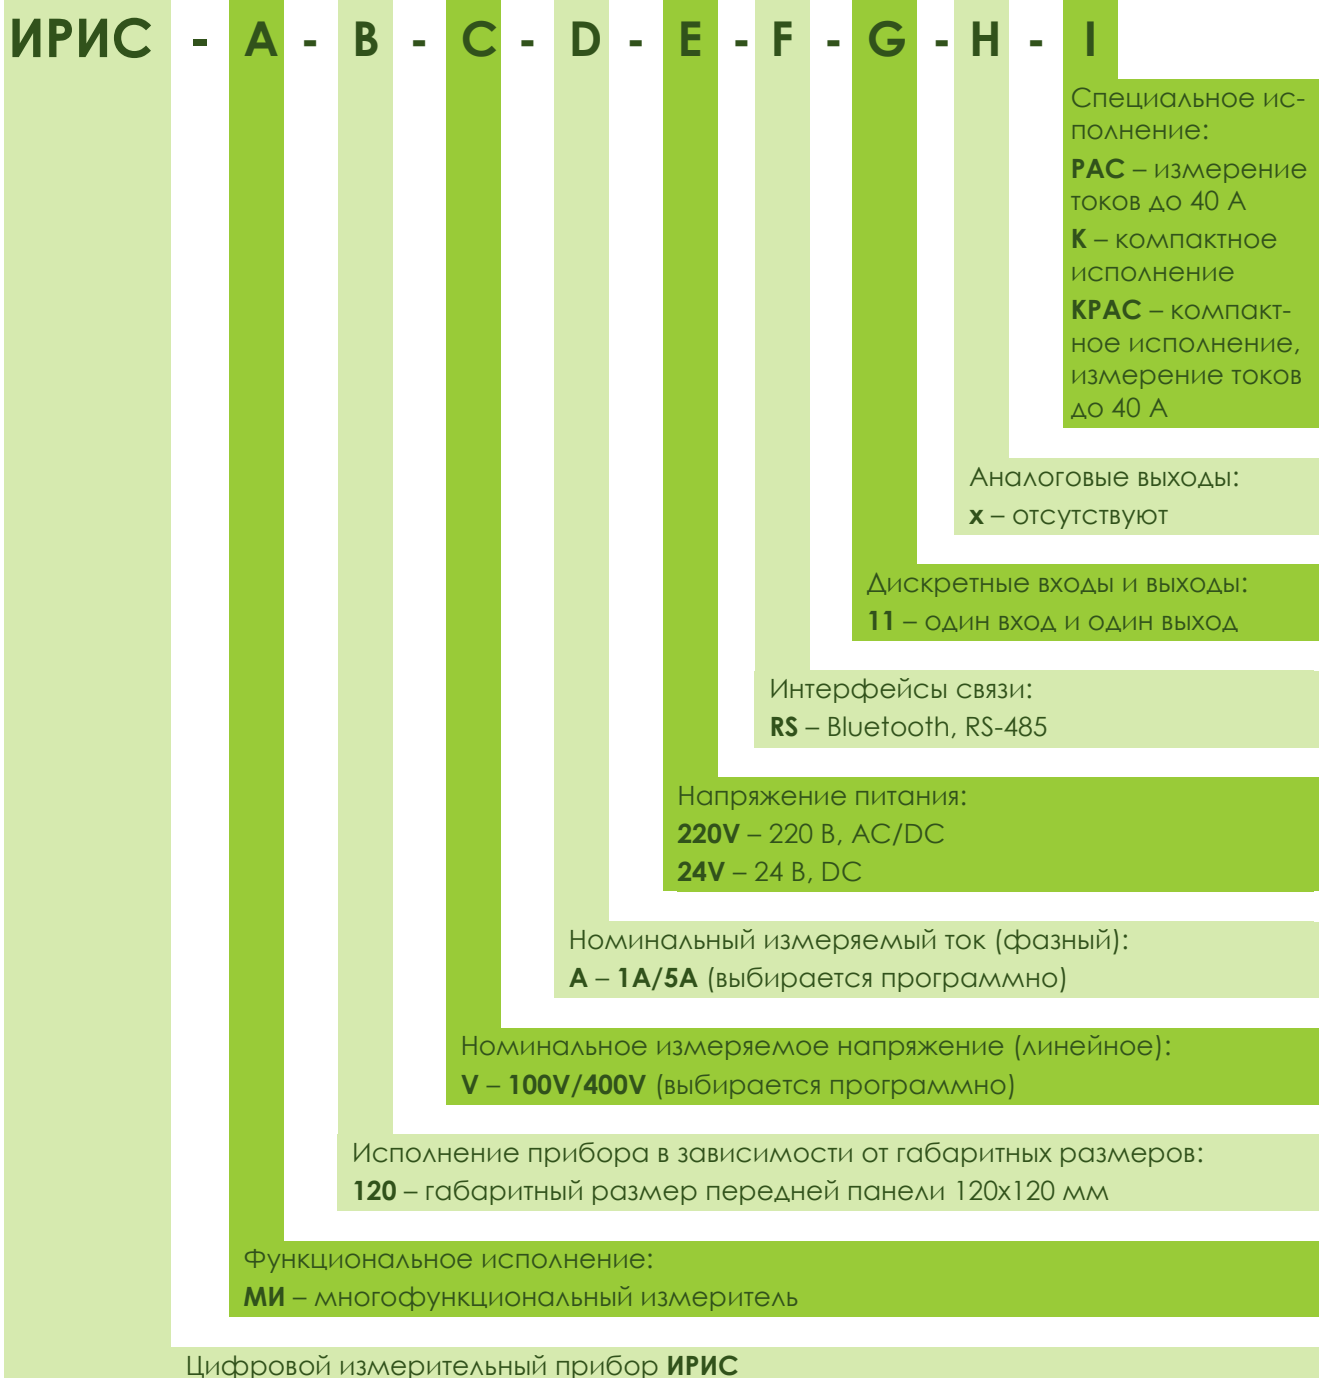 ИРИС - A - B - C - D - E - F - G - H - I
Специальное ис-
полнение:
РАС – измерение
токов до 40 А
К – компактное
исполнение
КРАС – компакт-
ное исполнение,
измерение токов
до 40 А
Аналоговые выходы:
x – отсутствуют
Дискретные входы и выходы:
11 – один вход и один выход
Интерфейсы связи:
RS – Bluetooth, RS-485
Напряжение питания:
220V – 220 В, AC/DC
24V – 24 В, DC
Номинальный измеряемый ток (фазный):
A – 1A/5A (выбирается программно)
Номинальное измеряемое напряжение (линейное):
V – 100V/400V (выбирается программно)
Исполнение прибора в зависимости от габаритных размеров:
120 – габаритный размер передней панели 120х120 мм
Функциональное исполнение:
МИ – многофункциональный измеритель
Цифровой измерительный прибор ИРИС